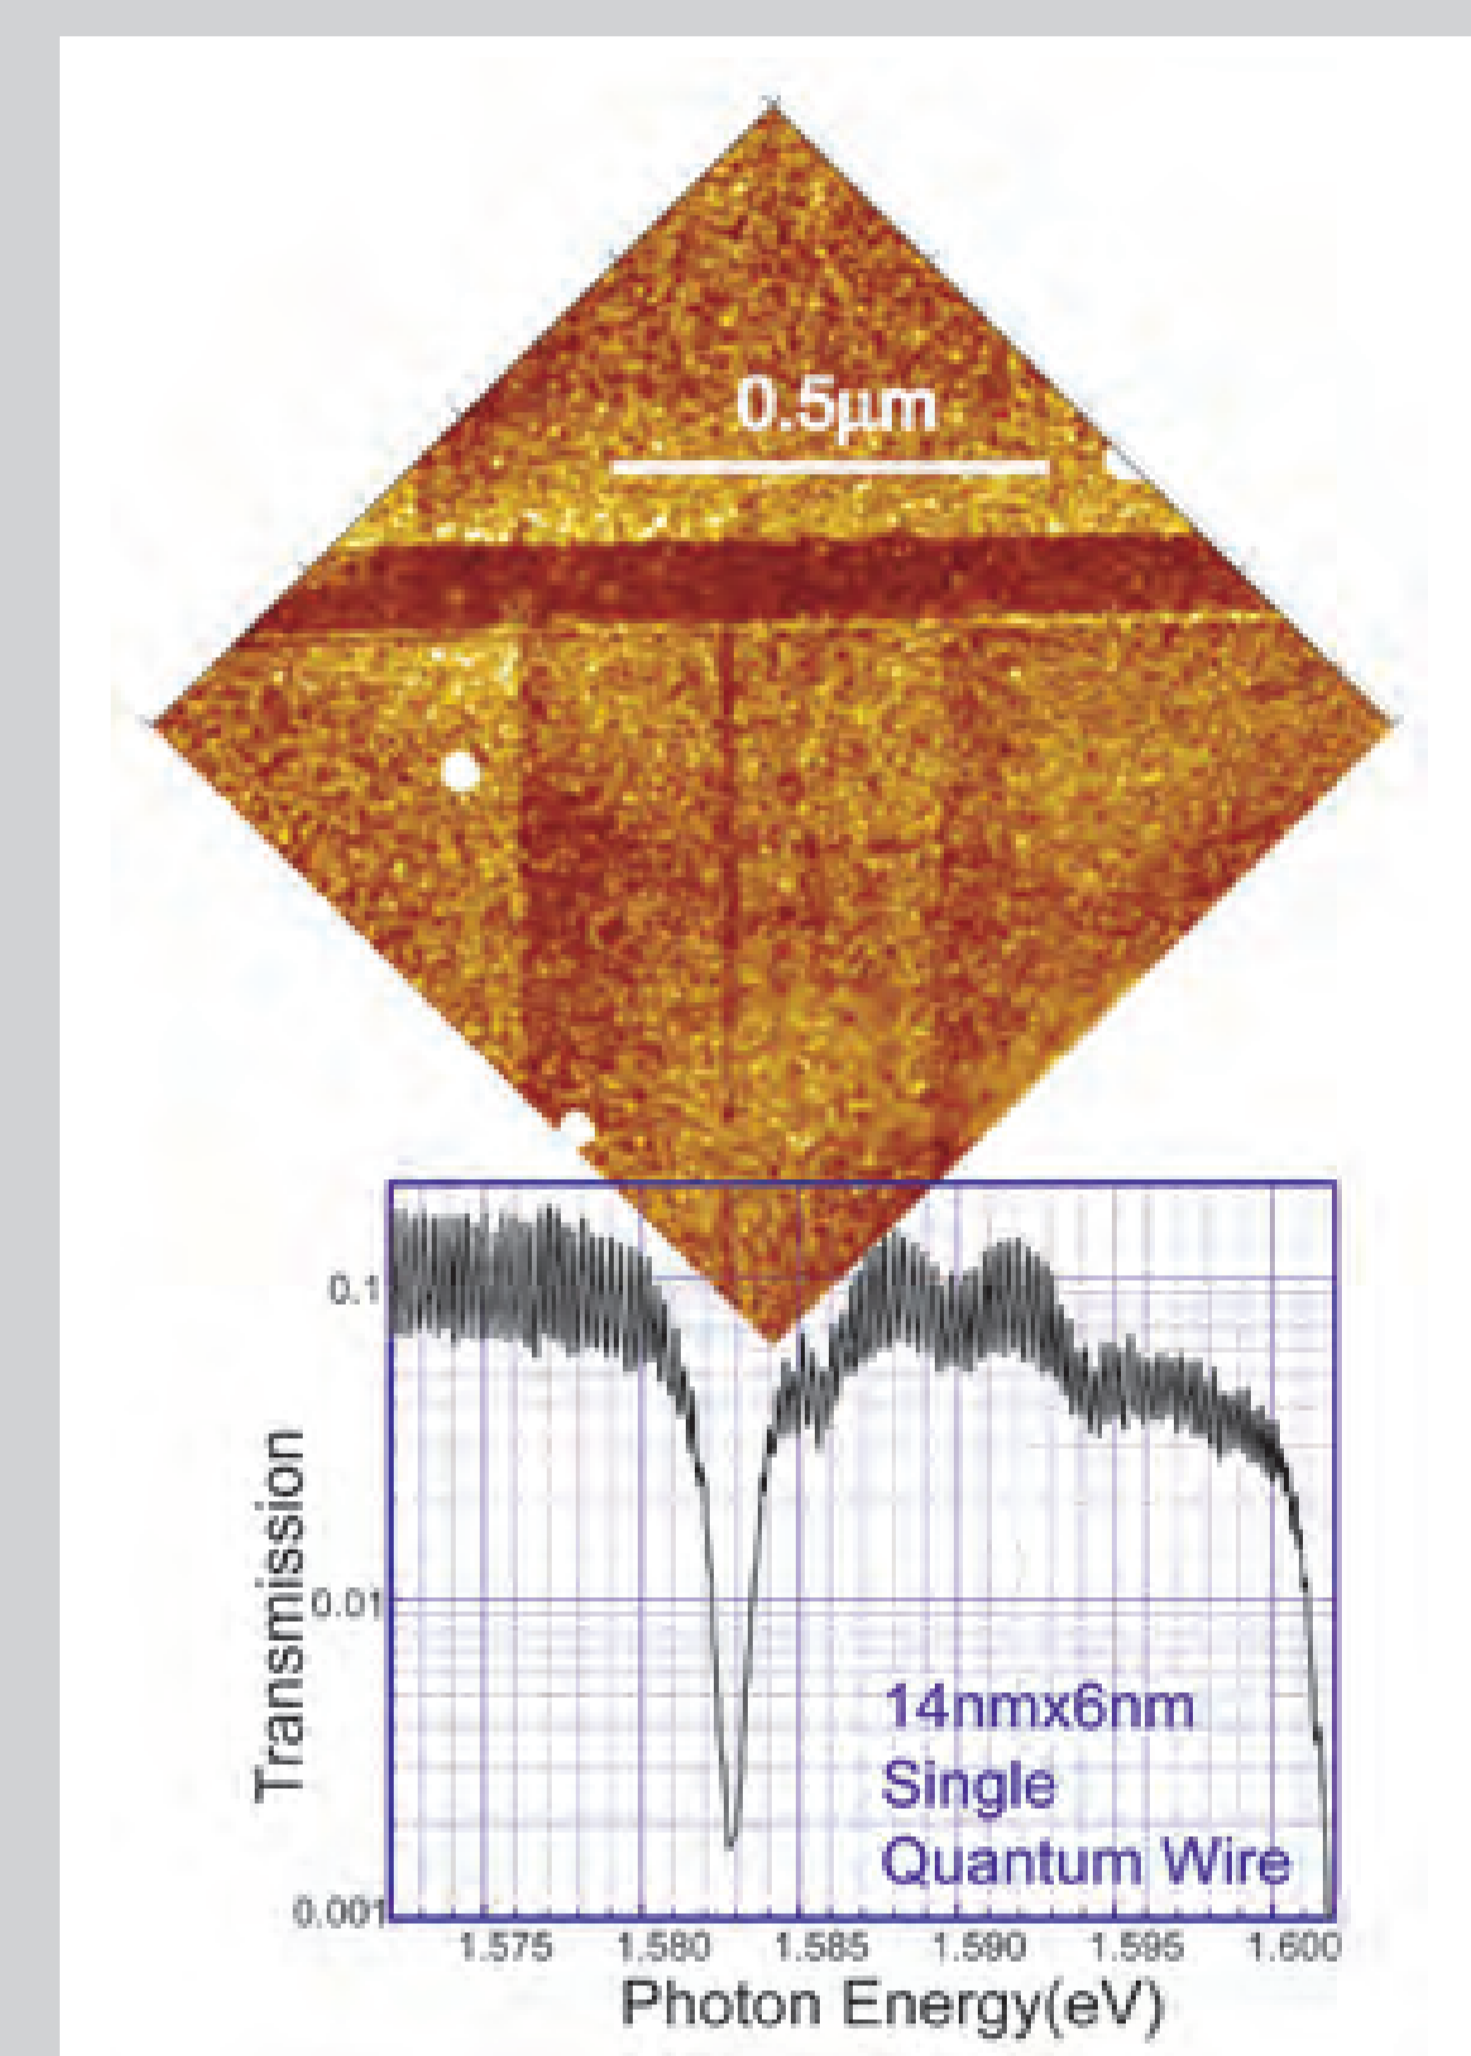 0.5μm
0.1
0.01
0.001
Transmission
14nmx6nm
Single
Quantum Wire
1.575 1.580 1.585 1.590 1.595 1.600
Photon Energy(eV)